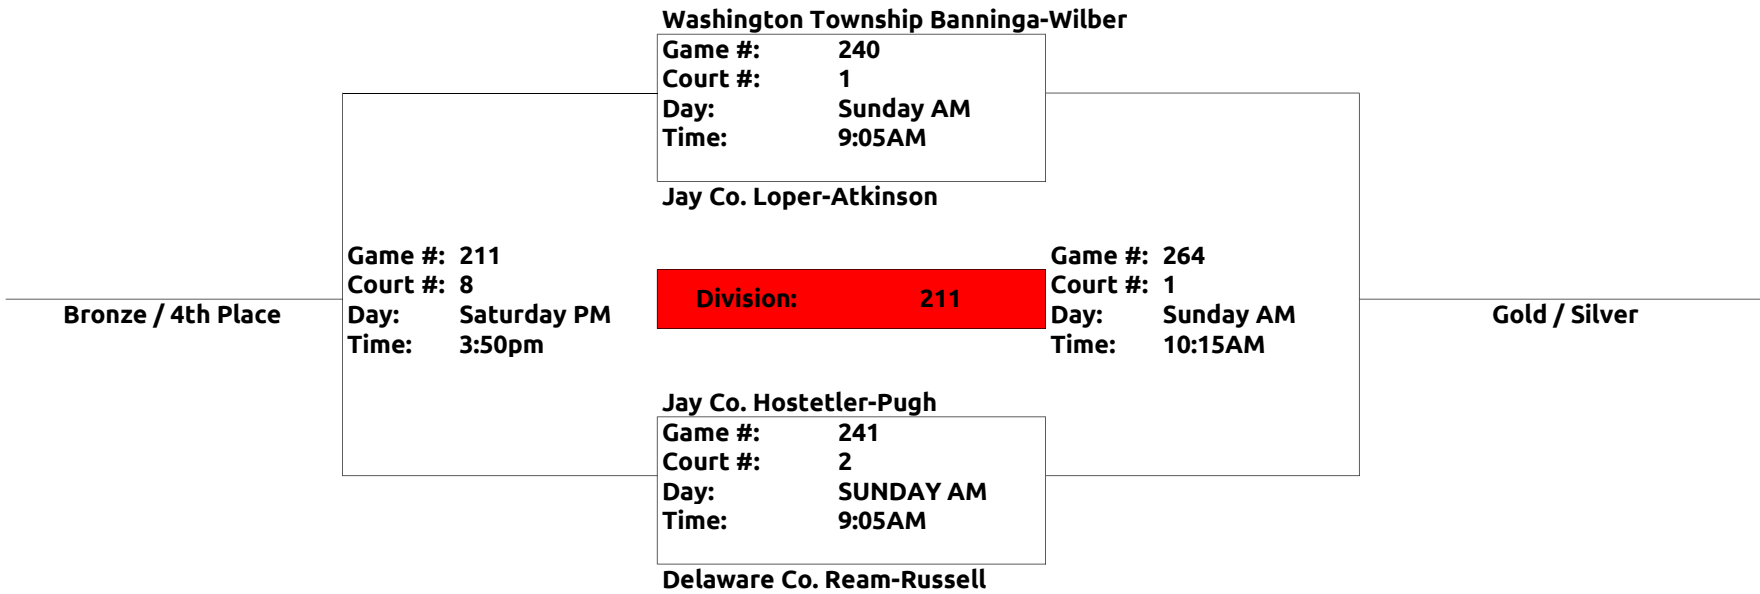 Washington Township Banninga-Wilber
Game #: 240
Court #: 1
Day: Sunday AM
Time: 9:05AM
Jay Co. Loper-Atkinson
Game #: 211
Court #: 8
Day: Saturday PM
Time: 3:50pm
Bronze / 4th Place
Division: 211
Game #: 264
Court #: 1
Day: Sunday AM
Time: 10:15AM
Gold / Silver
Jay Co. Hostetler-Pugh
Game #: 241
Court #: 2
Day: SUNDAY AM
Time: 9:05AM
Delaware Co. Ream-Russell